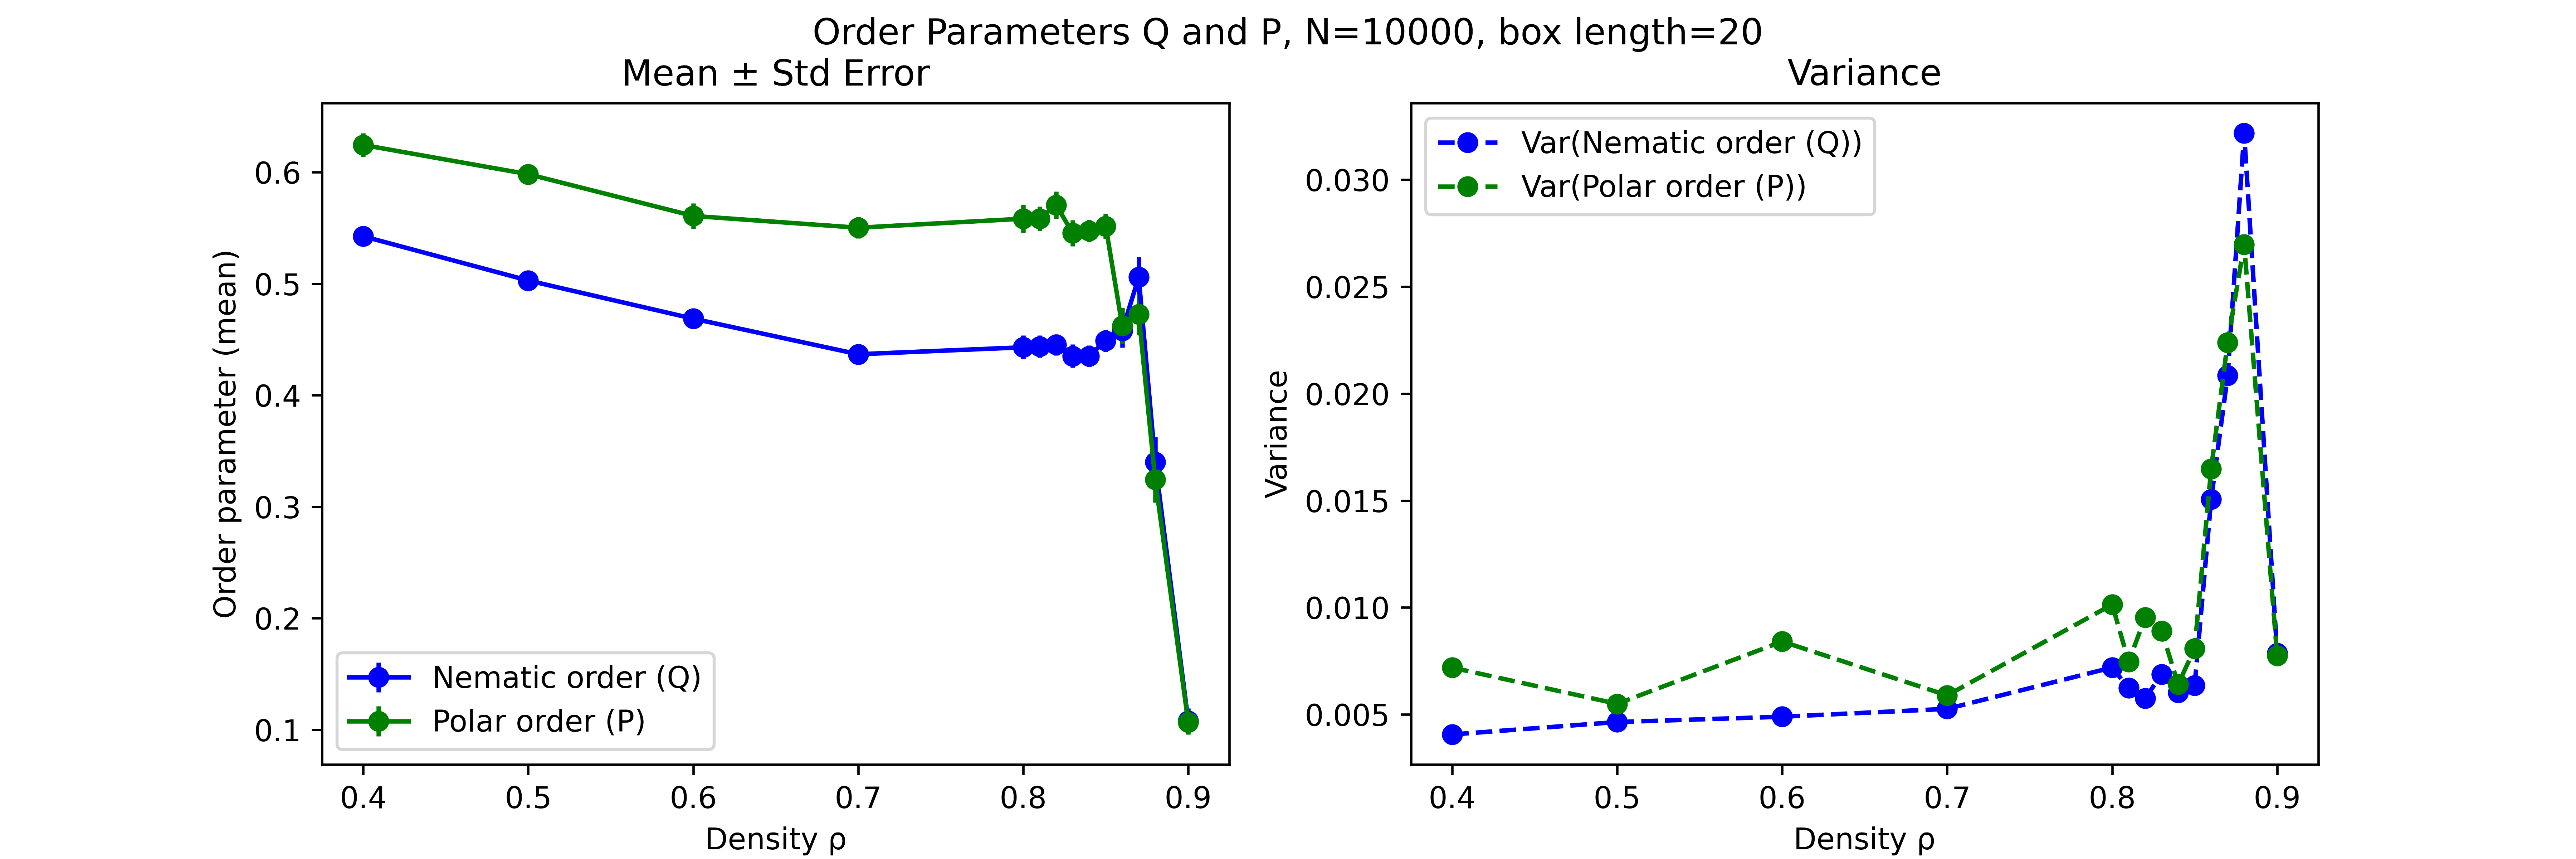 Order Parameters Q and P, N=10000, box length=20
Mean ± Std Error
Order parameter (mean)
0.6
0.5
0.4
0.3
0.2
0.1
Nematic order (Q)
Polar order (P)
0.4 0.5 0.6 0.7 0.8 0.9
Density ρ
Variance
Variance
0.030
0.025
0.020
0.015
0.010
0.005
Var(Nematic order (Q))
Var(Polar order (P))
0.4 0.5 0.6 0.7 0.8 0.9
Density ρ